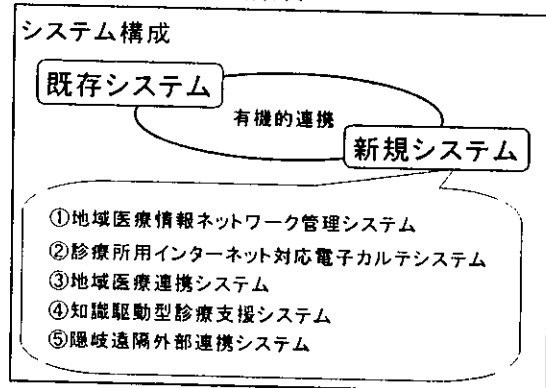 システム構成
既存システム
有機的連携
新規システム
①地域医療情報ネットワーク管理システム
②診療所用インターネット対応電子カルテシステム
③地域医療連携システム
④知識駆動型診療支援システム
⑤隠岐遠隔外部連携システム